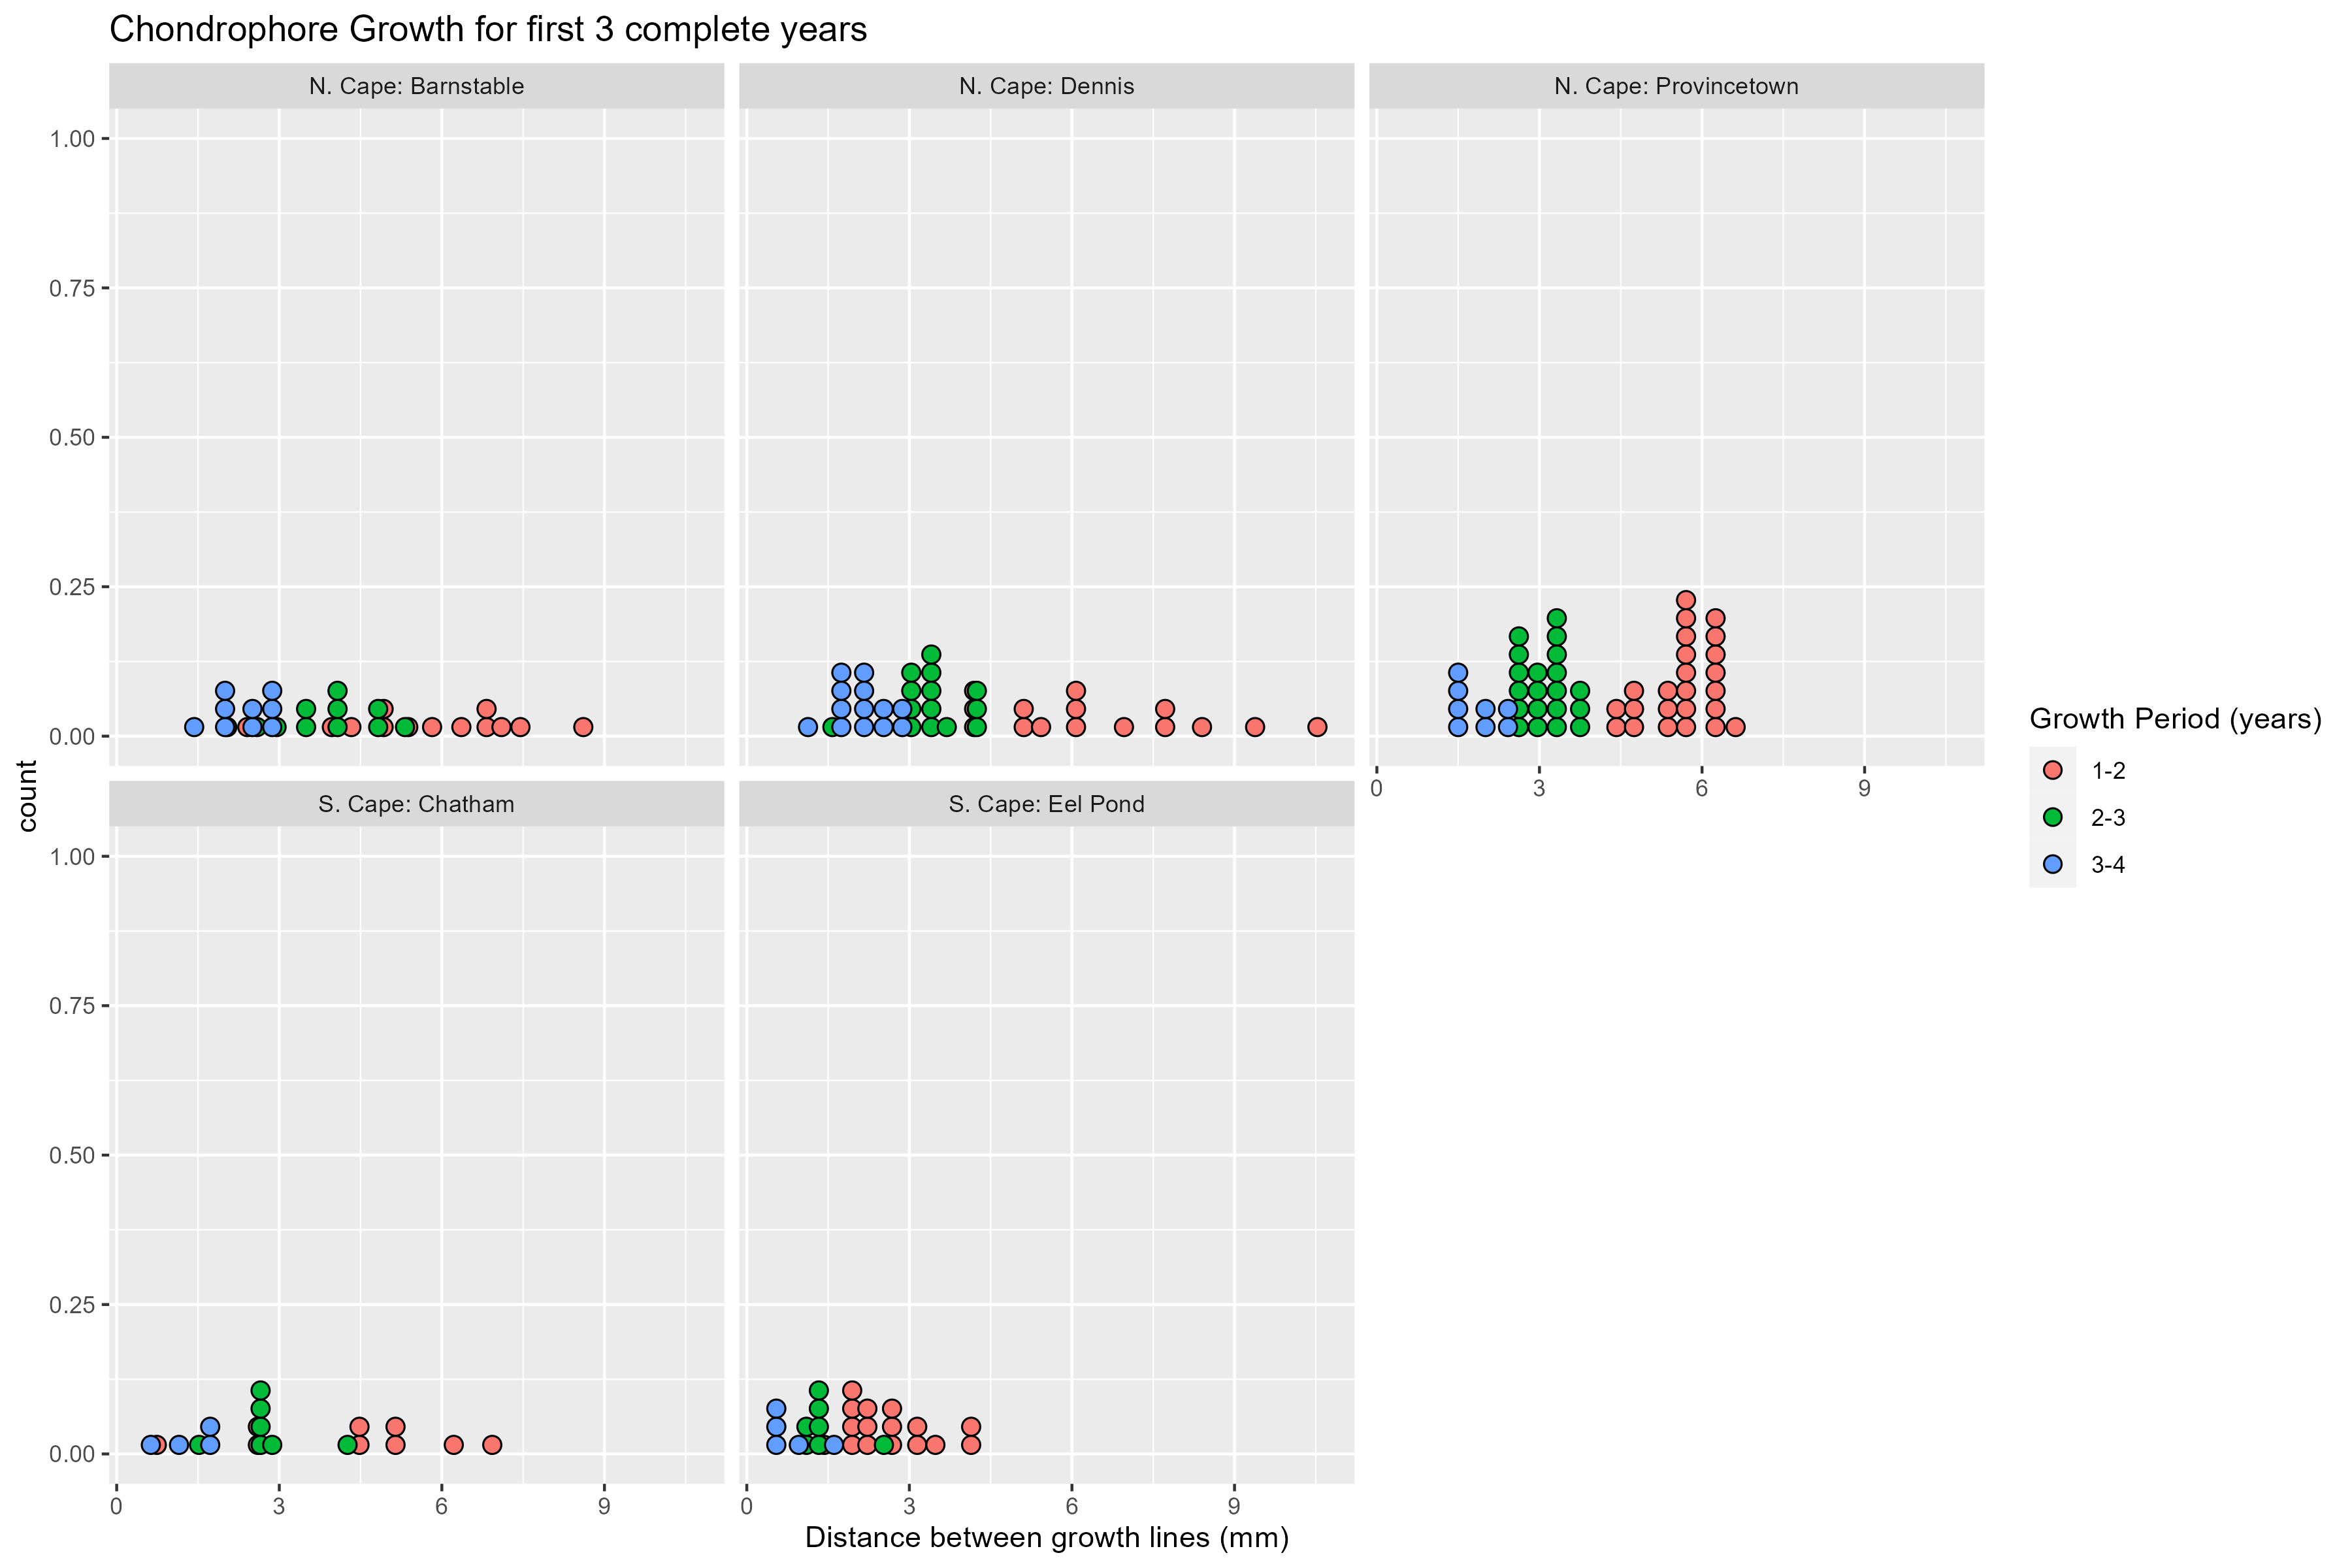 Chondrophore Growth for first 3 complete years
N. Cape: Barnstable
N. Cape: Dennis
N. Cape: Provincetown
1.00
0.75
0.50
0.25
0.00
0 3 6 9
S. Cape: Chatham
S. Cape: Eel Pond
1.00
0.75
0.50
0.25
0.00
0 3 6 9
0 3 6 9
count
Distance between growth lines (mm)
Growth Period (years)
1-2
2-3
3-4